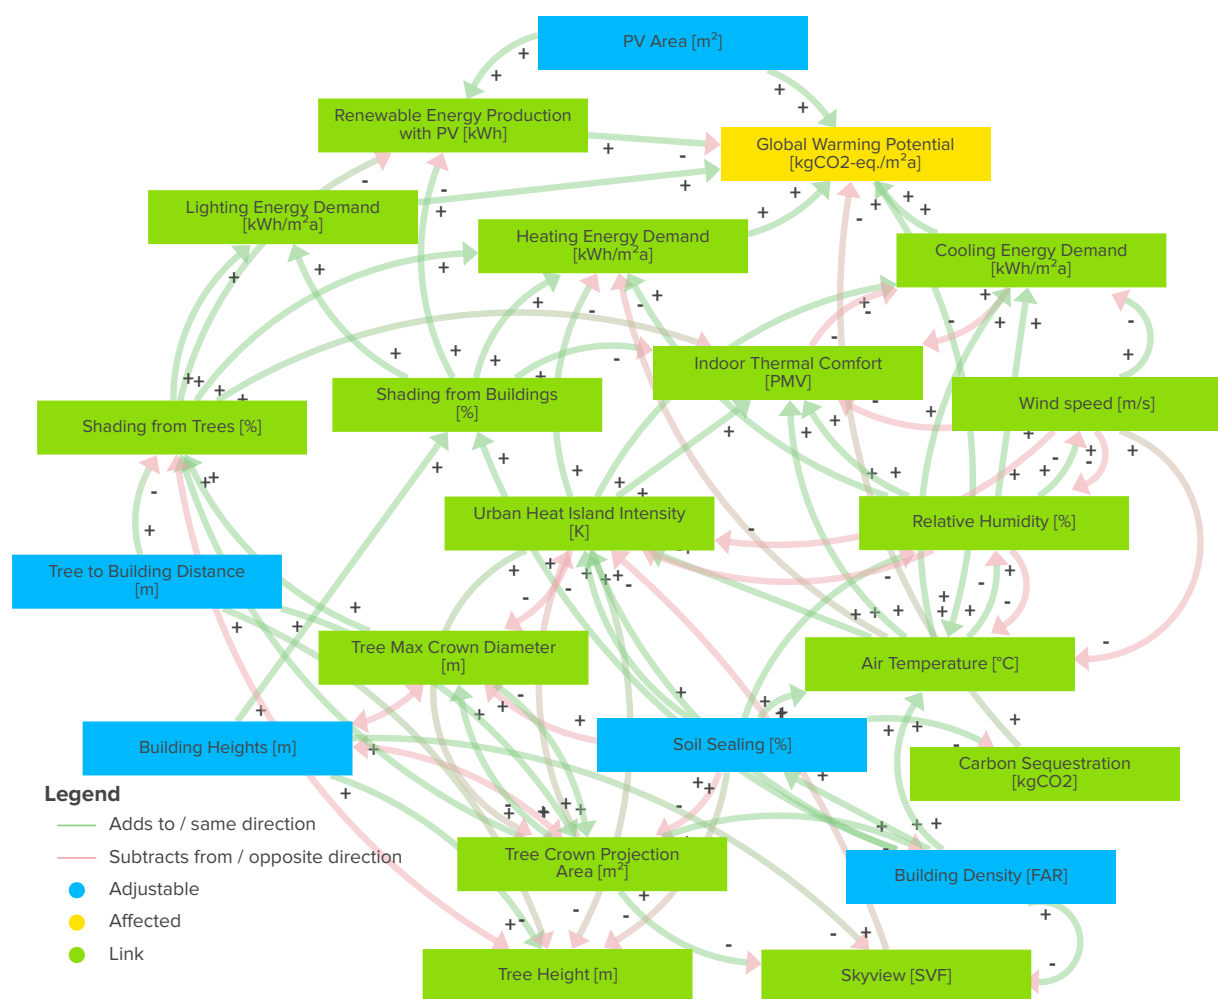 PV Area [m²]
Renewable Energy Production
with PV [kWh]
Global Warming Potential
[kgCO2-eq./m²a]
Lighting Energy Demand
[kWh/m²a]
Heating Energy Demand
[kWh/m²a]
Cooling Energy Demand
[kWh/m²a]
Indoor Thermal Comfort
[PMV]
Shading from Buildings
[%]
Wind speed [m/s]
Shading from Trees [%]
Urban Heat Island Intensity
[K]
Relative Humidity [%]
Tree to Building Distance
[m]
Tree Max Crown Diameter
[m]
Air Temperature [°C]
Building Heights [m]
Soil Sealing [%]
Carbon Sequestration
[kgCO2]
Legend
Adds to / same direction
Subtracts from / opposite direction
Adjustable
Affected
Link
Tree Crown Projection
Area [m²]
Building Density [FAR]
Tree Height [m]
Skyview [SVF]